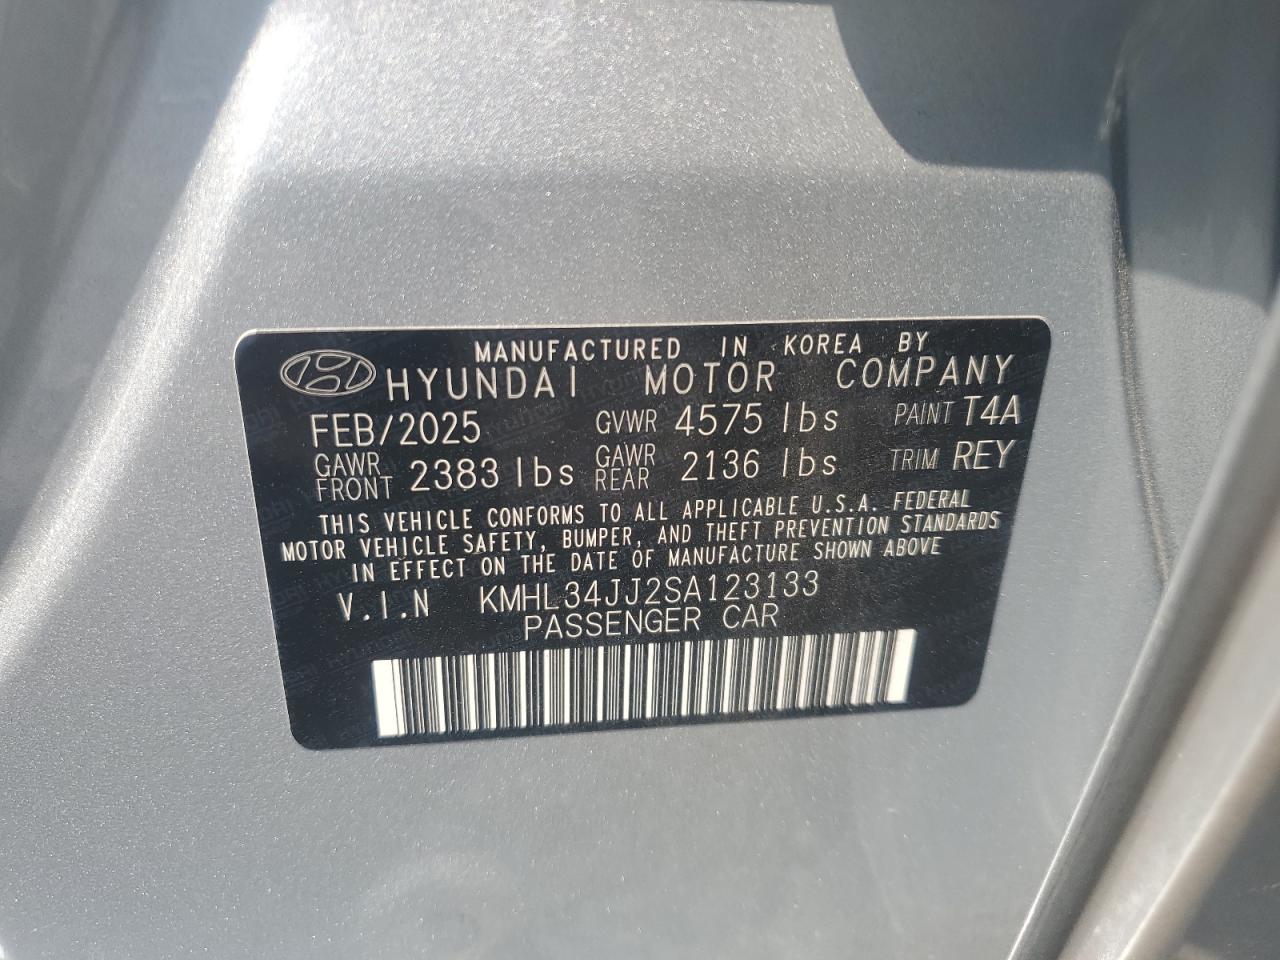 MANUFACTURED IN KOREA BY
HYUNDAI MOTOR COMPANY
FEB/2025 GVWR 4575 lbs PAINT T4A
GAWR FRONT 2383 lbs GAWR REAR 2136 lbs TRIM REY
THIS VEHICLE CONFORMS TO ALL APPLICABLE U.S.A. FEDERAL
MOTOR VEHICLE SAFETY, BUMPER, AND THEFT PREVENTION STANDARDS
IN EFFECT ON THE DATE OF MANUFACTURE SHOWN ABOVE
V.I.N KMHL34JJ2SA123133
PASSENGER CAR